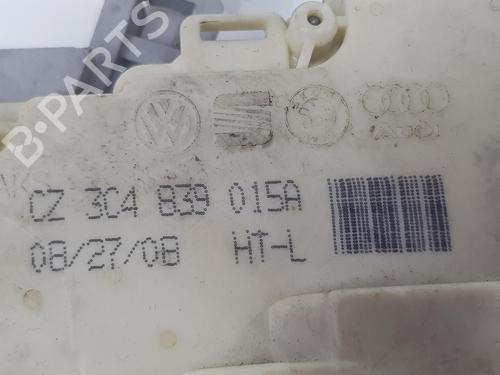 B-PARTS
AUDI
CZ 3C4 839 015A
08/27/08 HT-L